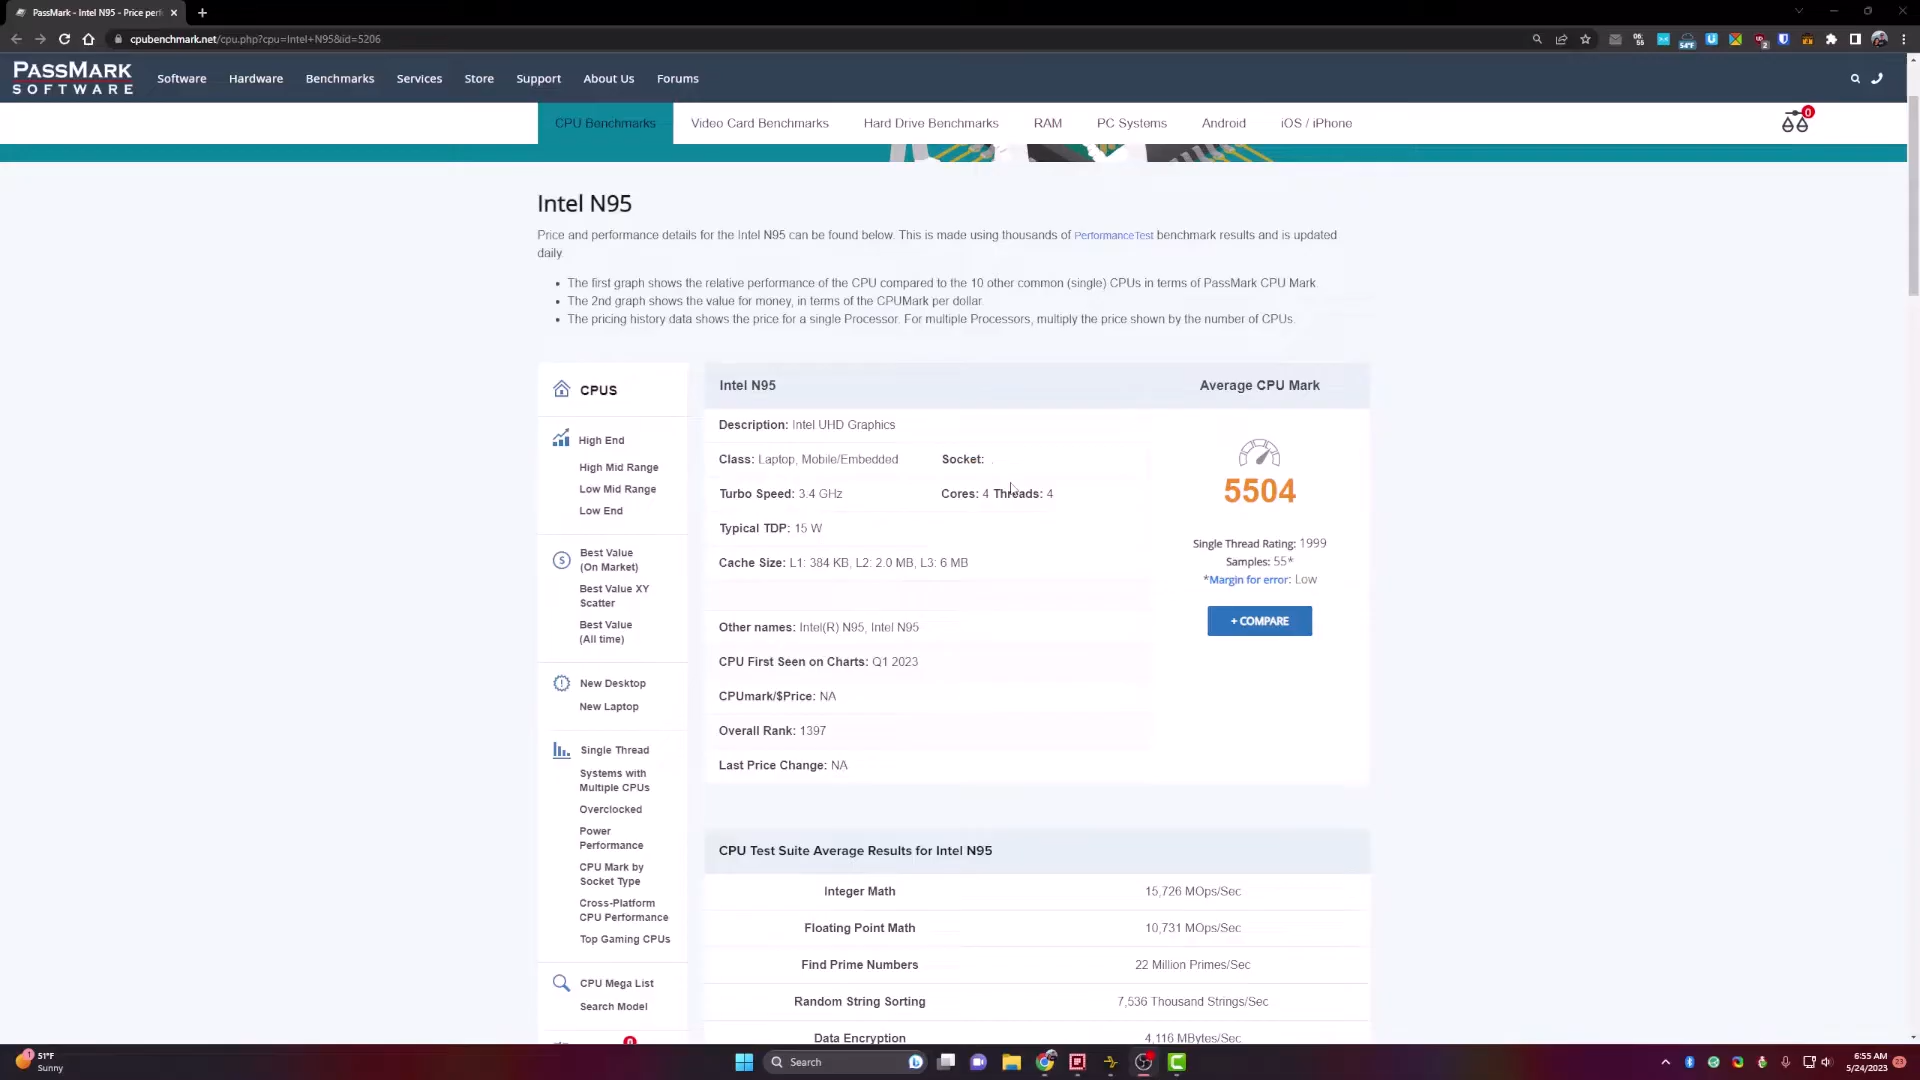 PassMark - Intel N95 - Price perf
cpubenchmark.net/cpu.php?cpu=Intel+N95&id=5206
PASSMARK
SOFTWARE
Software Hardware Benchmarks Services Store Support About Us Forums
CPU Benchmarks Video Card Benchmarks Hard Drive Benchmarks RAM PC Systems Android iOS / iPhone
0
Intel N95
Price and performance details for the Intel N95 can be found below. This is made using thousands of PerformanceTest benchmark results and is updated
daily.
The first graph shows the relative performance of the CPU compared to the 10 other common (single) CPUs in terms of PassMark CPU Mark.
The 2nd graph shows the value for money, in terms of the CPUMark per dollar.
The pricing history data shows the price for a single Processor. For multiple Processors, multiply the price shown by the number of CPUs.
CPUS
High End
High Mid Range
Low Mid Range
Low End
Best Value
(On Market)
Best Value XY
Scatter
Best Value
(All time)
New Desktop
New Laptop
Single Thread
Systems with
Multiple CPUs
Overclocked
Power
Performance
CPU Mark by
Socket Type
Cross-Platform
CPU Performance
Top Gaming CPUs
CPU Mega List
Search Model
0
Intel N95 Average CPU Mark
Description: Intel UHD Graphics
Class: Laptop, Mobile/Embedded Socket: .
Turbo Speed: 3.4 GHz Cores: 4 Threads: 4
Typical TDP: 15 W
Cache Size: L1: 384 KB, L2: 2.0 MB, L3: 6 MB
Other names: Intel(R) N95, Intel N95
CPU First Seen on Charts: Q1 2023
CPUmark/$Price: NA
Overall Rank: 1397
Last Price Change: NA
5504
Single Thread Rating: 1999
Samples: 55*
*Margin for error: Low
+ COMPARE
CPU Test Suite Average Results for Intel N95
Integer Math 15,726 MOps/Sec
Floating Point Math 10,731 MOps/Sec
Find Prime Numbers 22 Million Primes/Sec
Random String Sorting 7,536 Thousand Strings/Sec
Data Encryption 4,116 MBytes/Sec
51°F
Sunny
Search
6:55 AM
5/24/2023